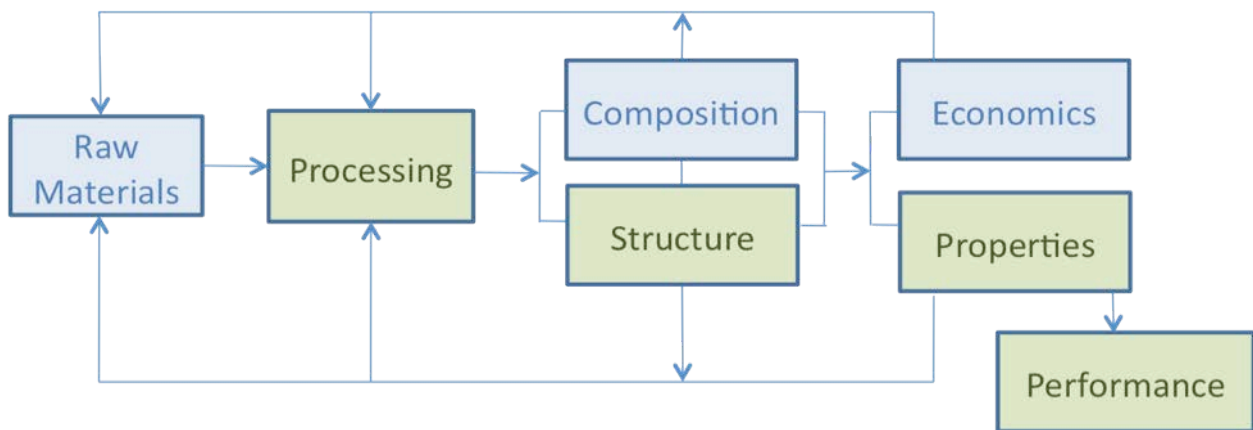 Raw
Materials
Processing
Composition
Structure
Economics
Properties
Performance